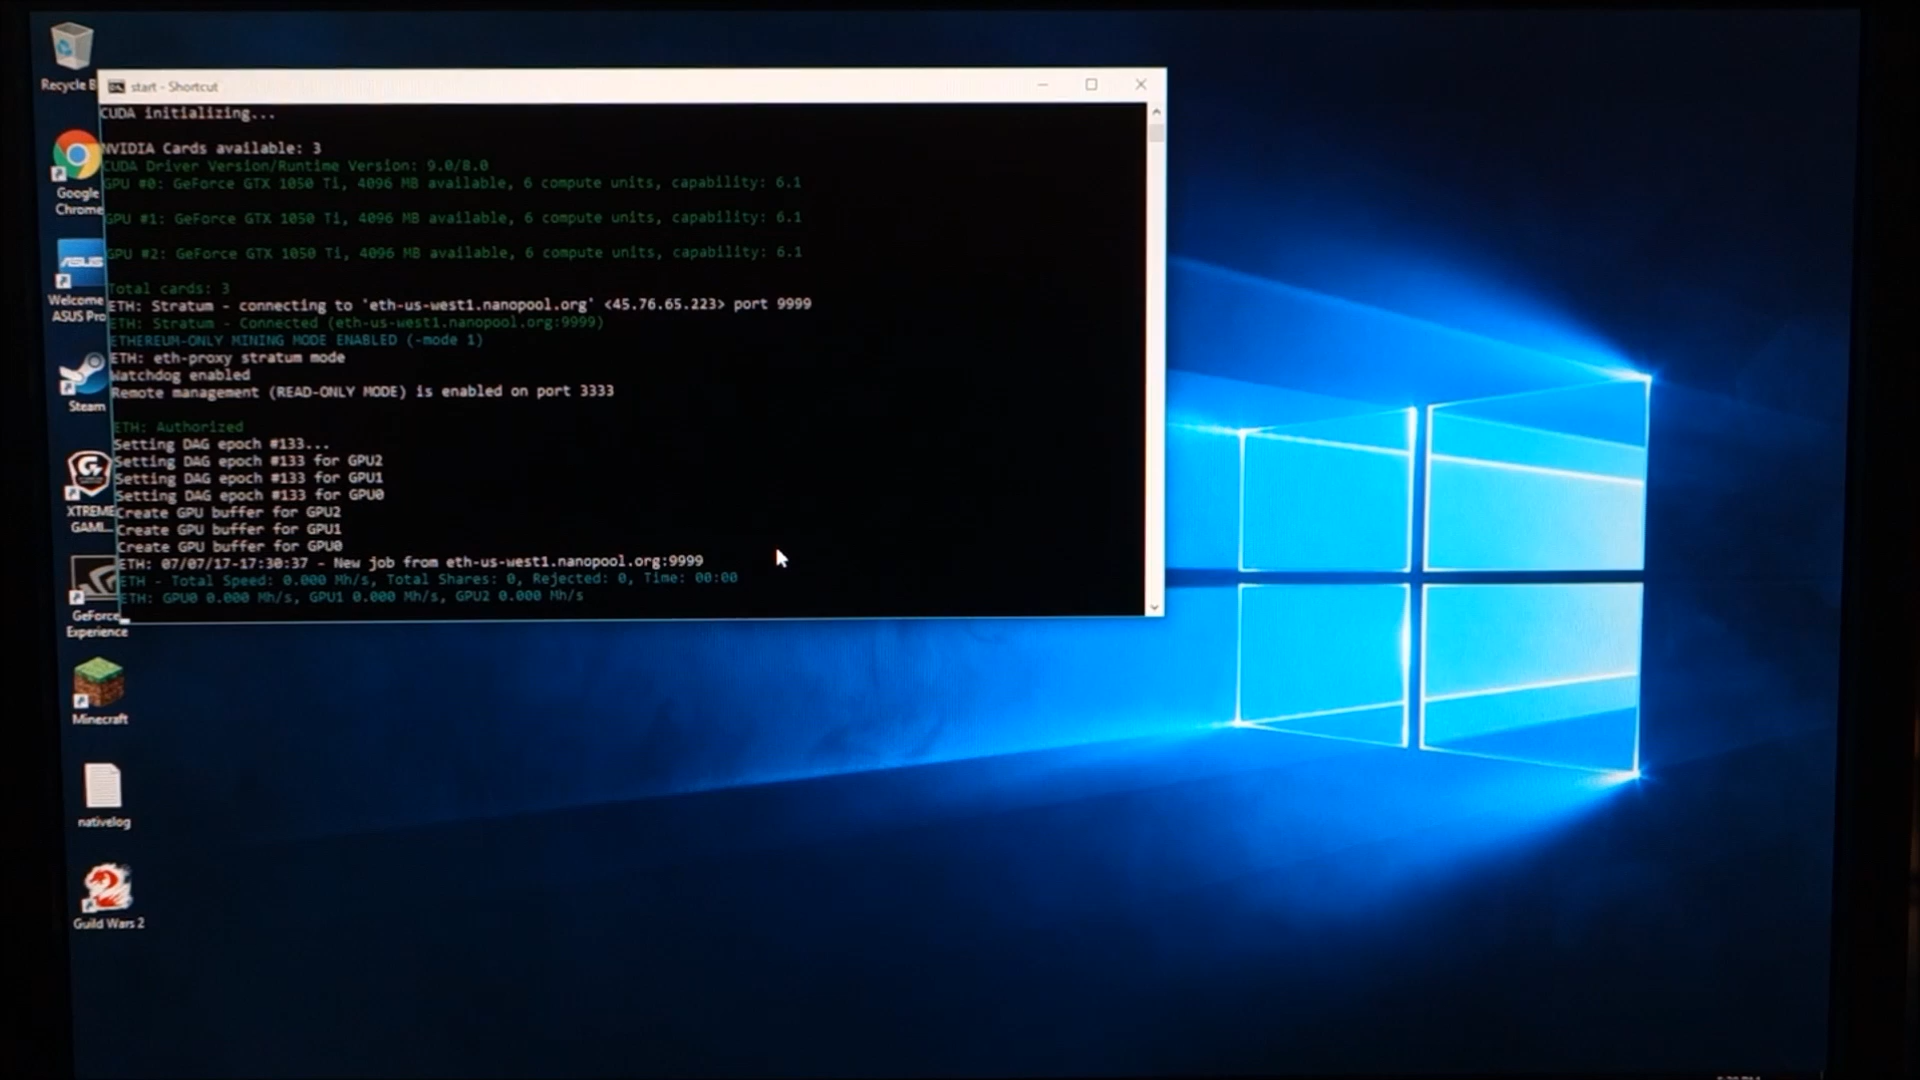 start - Shortcut
CUDA initializing...
NVIDIA Cards available: 3
CUDA Driver Version/Runtime Version: 9.0/8.0
GPU #0: GeForce GTX 1050 Ti, 4096 MB available, 6 compute units, capability: 6.1
GPU #1: GeForce GTX 1050 Ti, 4096 MB available, 6 compute units, capability: 6.1
GPU #2: GeForce GTX 1050 Ti, 4096 MB available, 6 compute units, capability: 6.1
Total cards: 3
ETH: Stratum - connecting to 'eth-us-west1.nanopool.org' <45.76.65.223> port 9999
ETH: Stratum - Connected (eth-us-west1.nanopool.org:9999)
ETHEREUM-ONLY MINING MODE ENABLED (-mode 1)
ETH: eth-proxy stratum mode
Watchdog enabled
Remote management (READ-ONLY MODE) is enabled on port 3333
ETH: Authorized
Setting DAG epoch #133...
Setting DAG epoch #133 for GPU2
Setting DAG epoch #133 for GPU1
Setting DAG epoch #133 for GPU0
Create GPU buffer for GPU2
Create GPU buffer for GPU1
Create GPU buffer for GPU0
ETH: 07/07/17-17:30:37 - New job from eth-us-west1.nanopool.org:9999
ETH - Total Speed: 0.000 Mh/s, Total Shares: 0, Rejected: 0, Time: 00:00
ETH: GPU0 0.000 Mh/s, GPU1 0.000 Mh/s, GPU2 0.000 Mh/s
Recycle B
Google
Chrome
ASUS
Welcome
ASUS Pro
Steam
XTREME
GAMI...
GeForce
Experience
Minecraft
nativelog
Guild Wars 2